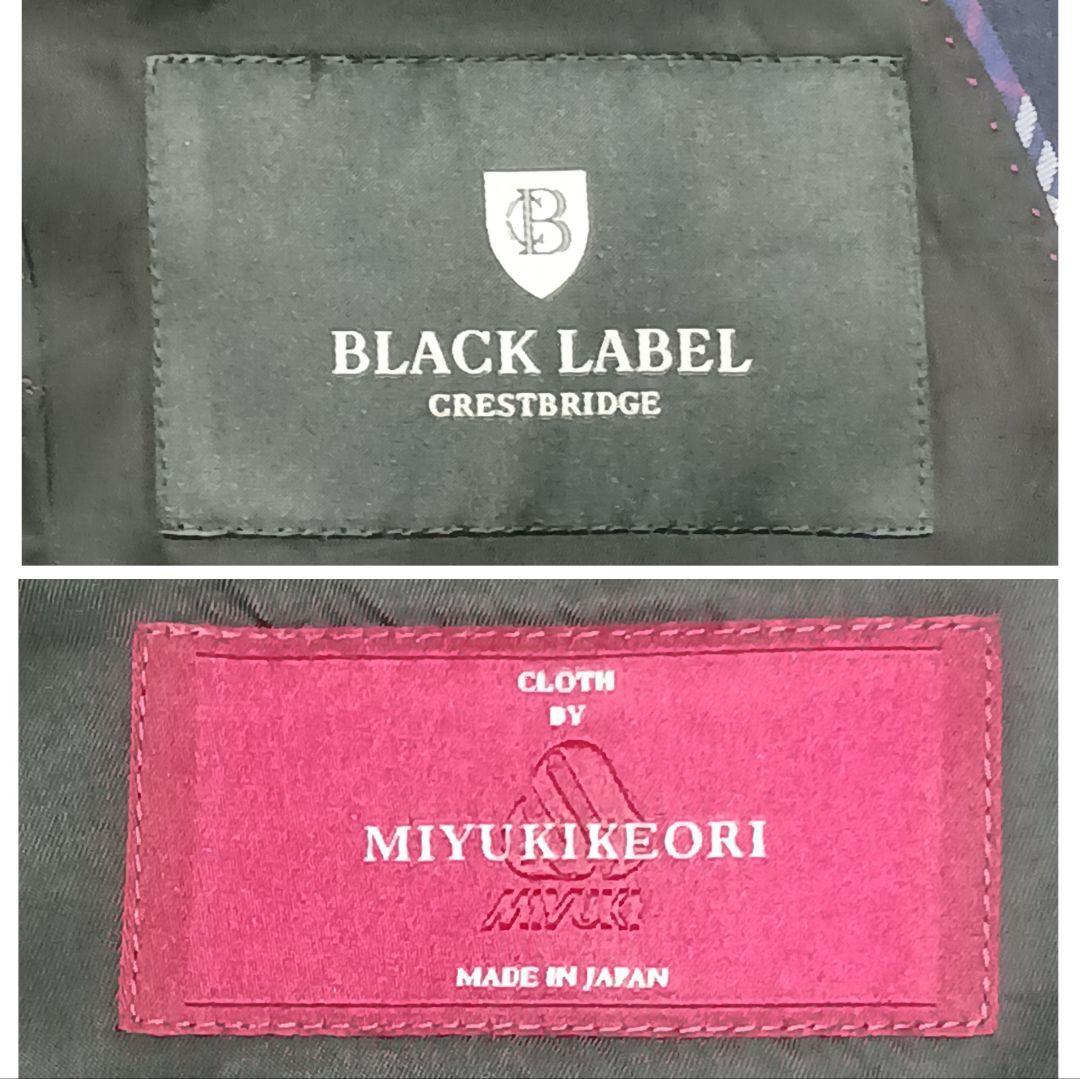 CB
BLACK LABEL
CRESTBRIDGE
CLOTH
BY
MIYUKIKEORI
MIYUKI
MADE IN JAPAN